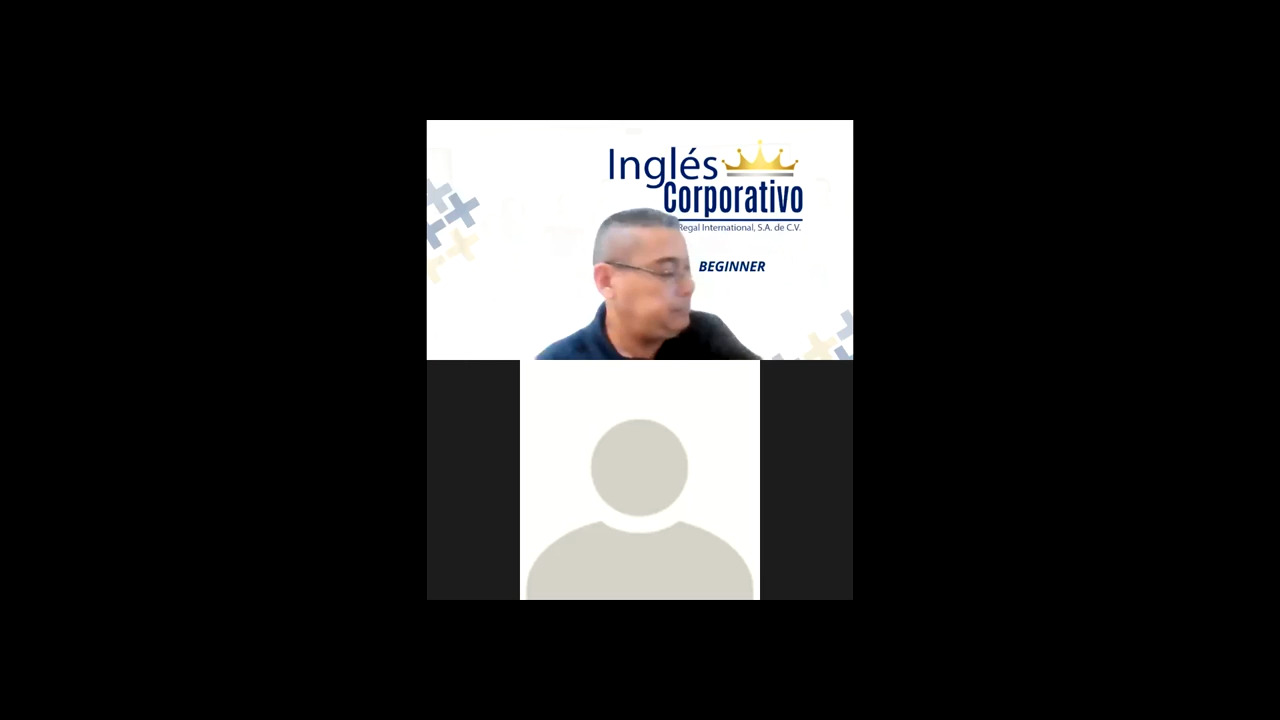 Inglés
Corporativo
Regal International, S.A. de C.V.
BEGINNER